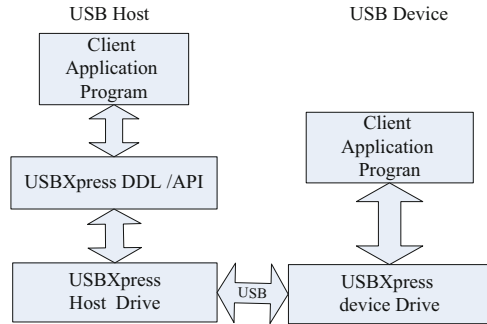 USB Host
USB Device
Client
Application
Program
Client
Application
Progran
USBXpress DDL /API
USBXpress
Host Drive
USB
USBXpress
device Drive